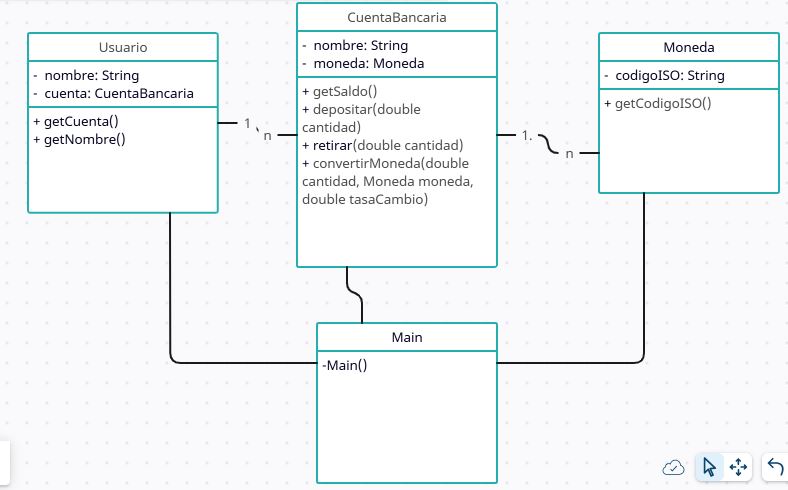 Usuario
- nombre: String
- cuenta: CuentaBancaria
+ getCuenta()
+ getNombre()
1
n
CuentaBancaria
- nombre: String
- moneda: Moneda
+ getSaldo()
+ depositar(double
cantidad)
+ retirar(double cantidad)
+ convertirMoneda(double
cantidad, Moneda moneda,
double tasaCambio)
1.
n
Moneda
- codigoISO: String
+ getCodigoISO()
Main
-Main()